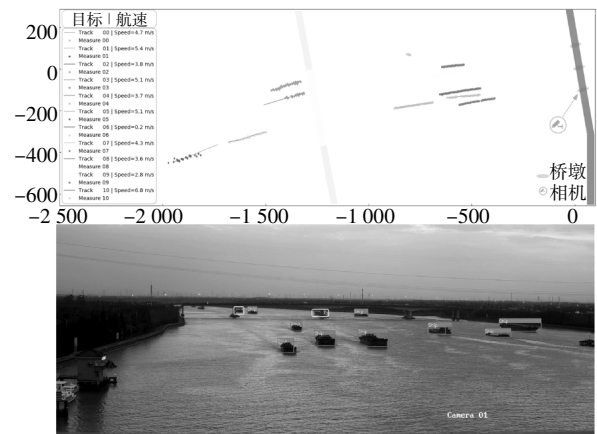 目标 | 航速
Track 00 | Speed=4.7 m/s
Measure 00
Track 01 | Speed=5.4 m/s
Measure 01
Track 02 | Speed=3.8 m/s
Measure 02
Track 03 | Speed=5.1 m/s
Measure 03
Track 04 | Speed=3.7 m/s
Measure 04
Track 05 | Speed=5.1 m/s
Measure 05
Track 06 | Speed=0.2 m/s
Measure 06
Track 07 | Speed=4.3 m/s
Measure 07
Track 08 | Speed=3.6 m/s
Measure 08
Track 09 | Speed=2.8 m/s
Measure 09
Track 10 | Speed=6.8 m/s
Measure 10
200
0
−200
−400
−600
桥墩
相机
−2 500 −2 000 −1 500 −1 000 −500 0
Camera 01